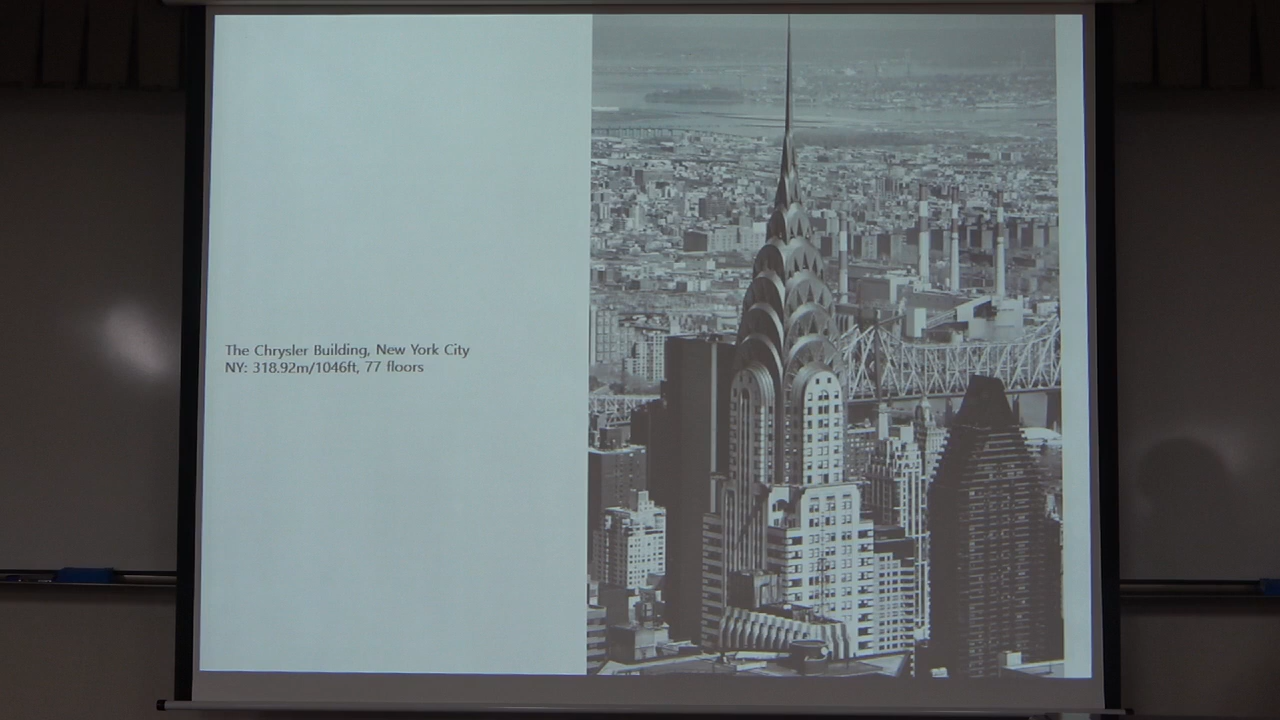 The Chrysler Building, New York City
NY: 318.92m/1046ft, 77 floors